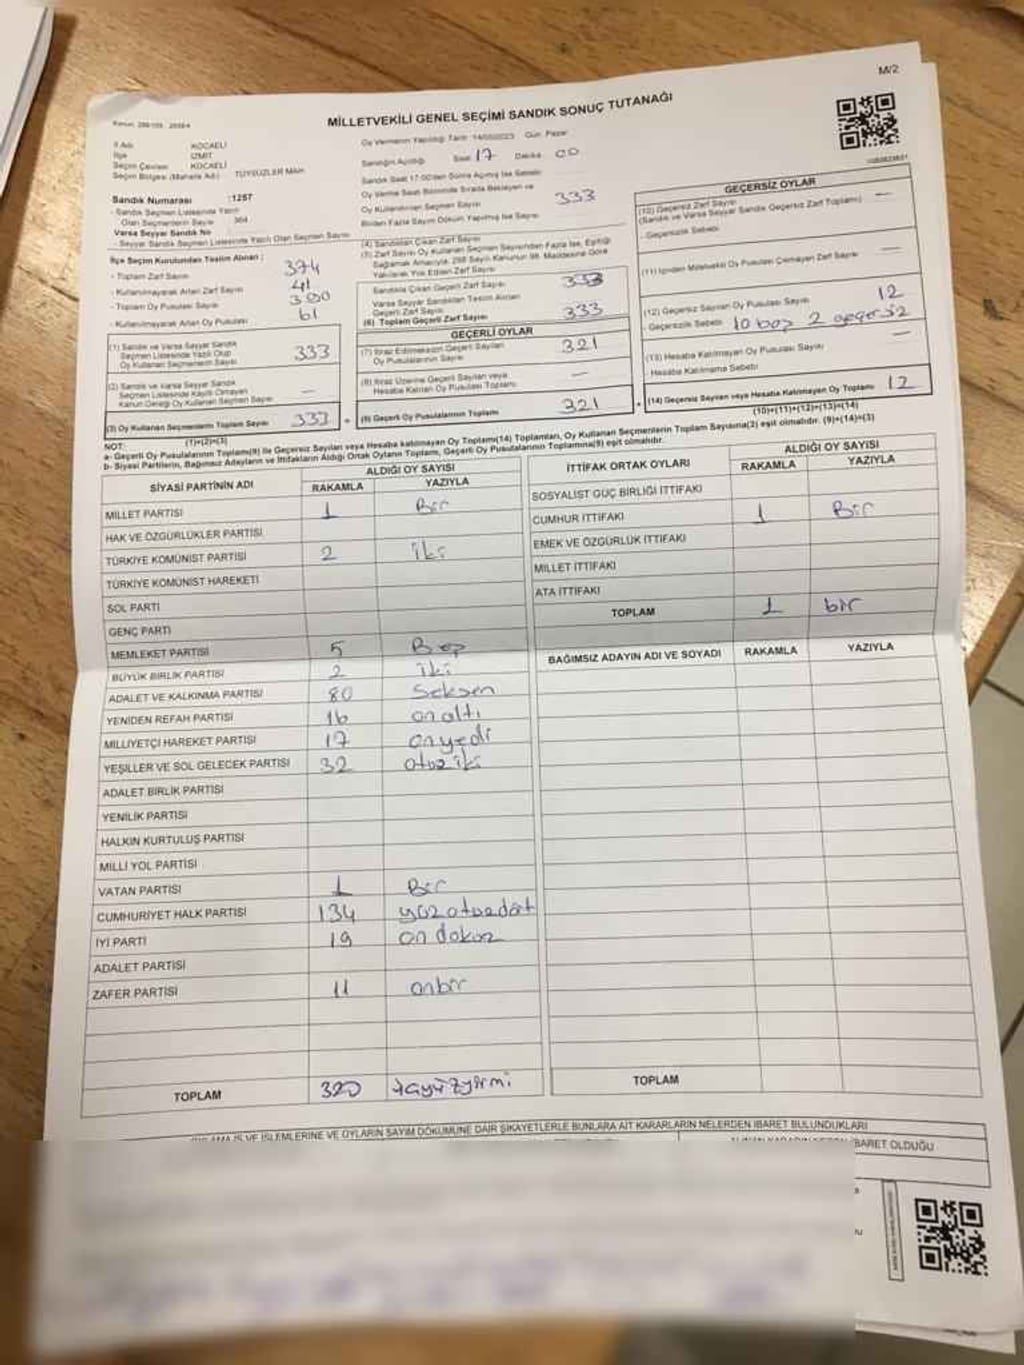 M/2
MİLLETVEKİLİ GENEL SEÇİMİ SANDIK SONUÇ TUTANAĞI
İl Adı KOCAELİ
İlçe İZMİT
Seçim Çevresi KOCAELİ
Seçim Bölgesi (Mahalle Adı) TÜYSÜZLER MAH
Oy Vermenin Yapıldığı Tarih 14/05/2023 Gün Pazar
Sandığın Açıldığı Saat 17 Dakika 00
Sandık Saat 17:00'den Sonra Açılmış İse Sebebi
Oy Verme Saati Bitiminde Sırada Bekleyen ve
Oy Kullandırılan Seçmen Sayısı 333
Birden Fazla Sayım Döküm Yapılmış İse Sayısı
Sandık Numarası :1257
- Sandık Seçmen Listesinde Yazılı
Olan Seçmenlerin Sayısı 364
Varsa Seyyar Sandık No
- Seyyar Sandık Seçmen Listesinde Yazılı Olan Seçmen Sayısı
İlçe Seçim Kurulundan Teslim Alınan ;
- Toplam Zarf Sayısı 374
- Kullanılmayarak Artan Zarf Sayısı 41
- Toplam Oy Pusulası Sayısı
- Kullanılmayarak Artan Oy Pusulası 61
(1) Sandık ve Varsa Seyyar Sandık
Seçmen Listesinde Yazılı Olup
Oy Kullanan Seçmenlerin Sayısı 333
(2) Sandık ve Varsa Seyyar Sandık
Seçmen Listesinde Kaydı Olmayan
Kanun Gereği Oy Kullanan Seçmen Sayısı —
(3) Oy Kullanan Seçmenlerin Toplam Sayısı 333
(1)+(2)=(3)
(4) Sandıktan Çıkan Zarf Sayısı
(5) Zarf Sayısı Oy Kullanan Seçmen Sayısından Fazla İse, Eşitliği
Sağlamak Amacıyla, 298 Sayılı Kanunun 98. Maddesine Göre
Yakılarak Yok Edilen Zarf Sayısı
Sandıkta Çıkan Geçerli Zarf Sayısı 333
Varsa Seyyar Sandıktan Teslim Alınan
Geçerli Zarf Sayısı
(6) Toplam Geçerli Zarf Sayısı 333
GEÇERLİ OYLAR
(7) İtiraz Edilmeksizin Geçerli Sayılan
Oy Pusulalarının Sayısı 321
(8) İtiraz Üzerine Geçerli Sayılan veya
Hesaba Katılan Oy Pusulası Toplamı —
(9) Geçerli Oy Pusulalarının Toplamı 321
GEÇERSİZ OYLAR
(10) Geçersiz Zarf Sayısı —
(Sandık ve Varsa Seyyar Sandık Geçersiz Zarf Toplamı)
- Geçersizlik Sebebi
(11) İçinden Milletvekili Oy Pusulası Çıkmayan Zarf Sayısı —
(12) Geçersiz Sayılan Oy Pusulası Sayısı 12
- Geçersizlik Sebebi 10 boş 2 geçersiz
(13) Hesaba Katılmayan Oy Pusulası Sayısı —
Hesaba Katılmama Sebebi
(14) Geçersiz Sayılan veya Hesaba Katılmayan Oy Toplamı 12
(10)+(11)+(12)+(13)=(14)
NOT:
a- Geçerli Oy Pusulalarının Toplamı(9) ile Geçersiz Sayılan veya Hesaba katılmayan Oy Toplamı(14) Toplamları, Oy Kullanan Seçmenlerin Toplam Sayısına(3) eşit olmalıdır. (9)+(14)=(3)
b- Siyasi Partilerin, Bağımsız Adayların ve İttifakların Aldığı Ortak Oyların Toplamı, Geçerli Oy Pusulalarının Toplamına(9) eşit olmalıdır.
SİYASİ PARTİNİN ADI ALDIĞI OY SAYISI
RAKAMLA YAZIYLA
MİLLET PARTİSİ 1 Bir
HAK VE ÖZGÜRLÜKLER PARTİSİ
TÜRKİYE KOMÜNİST PARTİSİ 2 iki
TÜRKİYE KOMÜNİST HAREKETİ
SOL PARTİ
GENÇ PARTİ
MEMLEKET PARTİSİ 5 Beş
BÜYÜK BİRLİK PARTİSİ 2 iki
ADALET VE KALKINMA PARTİSİ 80 Seksen
YENİDEN REFAH PARTİSİ 16 onaltı
MİLLİYETÇİ HAREKET PARTİSİ 17 onyedi
YEŞİLLER VE SOL GELECEK PARTİSİ 32 otuziki
ADALET BİRLİK PARTİSİ
YENİLİK PARTİSİ
HALKIN KURTULUŞ PARTİSİ
MİLLİ YOL PARTİSİ
VATAN PARTİSİ 1 Bir
CUMHURİYET HALK PARTİSİ 134 yüzotuzdört
İYİ PARTİ 19 on dokuz
ADALET PARTİSİ
ZAFER PARTİSİ 11 onbir
TOPLAM 320 üçyüzyirmi
İTTİFAK ORTAK OYLARI ALDIĞI OY SAYISI
RAKAMLA YAZIYLA
SOSYALİST GÜÇ BİRLİĞİ İTTİFAKI
CUMHUR İTTİFAKI 1 Bir
EMEK VE ÖZGÜRLÜK İTTİFAKI
MİLLET İTTİFAKI
ATA İTTİFAKI
TOPLAM 1 bir
BAĞIMSIZ ADAYIN ADI VE SOYADI RAKAMLA YAZIYLA
TOPLAM
İŞ VE İŞLEMLERİNE VE OYLARIN SAYIM DÖKÜMÜNE DAİR ŞİKAYETLERLE BUNLARA AİT KARARLARIN NELERDEN İBARET BULUNDUKLARI
İBARET OLDUĞU